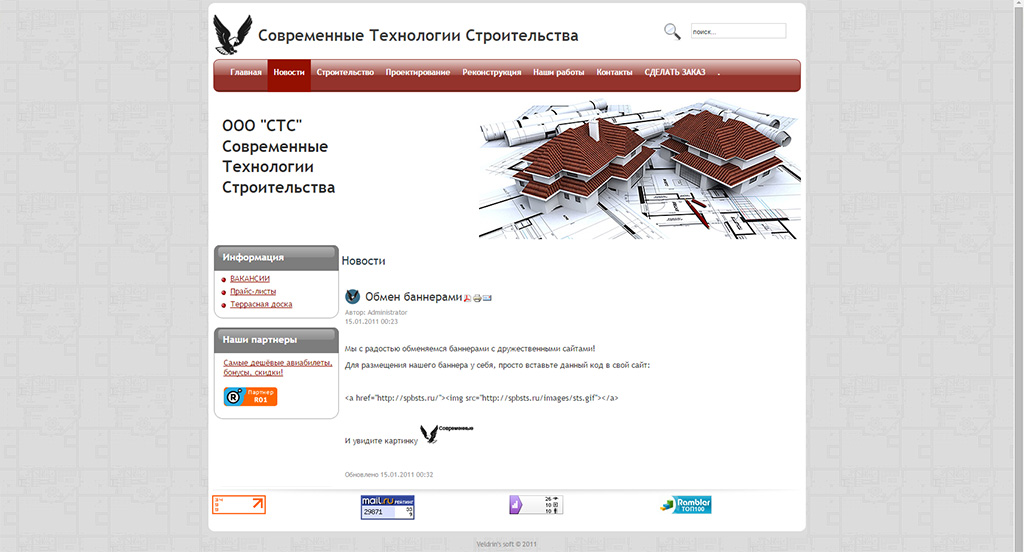 Современные Технологии Строительства
поиск...
Главная Новости Строительство Проектирование Реконструкция Наши работы Контакты СДЕЛАТЬ ЗАКАЗ .
ООО "СТС"
Современные
Технологии
Строительства
Информация
ВАКАНСИИ
Прайс-листы
Террасная доска
Наши партнеры
Самые дешёвые авиабилеты,
бонусы, скидки!
Партнер
R01
Новости
Обмен баннерами
Автор: Administrator
15.01.2011 00:23
Мы с радостью обменяемся баннерами с дружественными сайтами!
Для размещения нашего баннера у себя, просто вставьте данный код в свой сайт:
<a href="http://spbsts.ru/"><img src="http://spbsts.ru/images/sts.gif"></a>
Современные
И увидите картинку
Обновлено 15.01.2011 00:32
mail.ru РЕЙТИНГ
29871 33
9
26
10
10
Rambler
ТОП100
Veldrin's soft © 2011